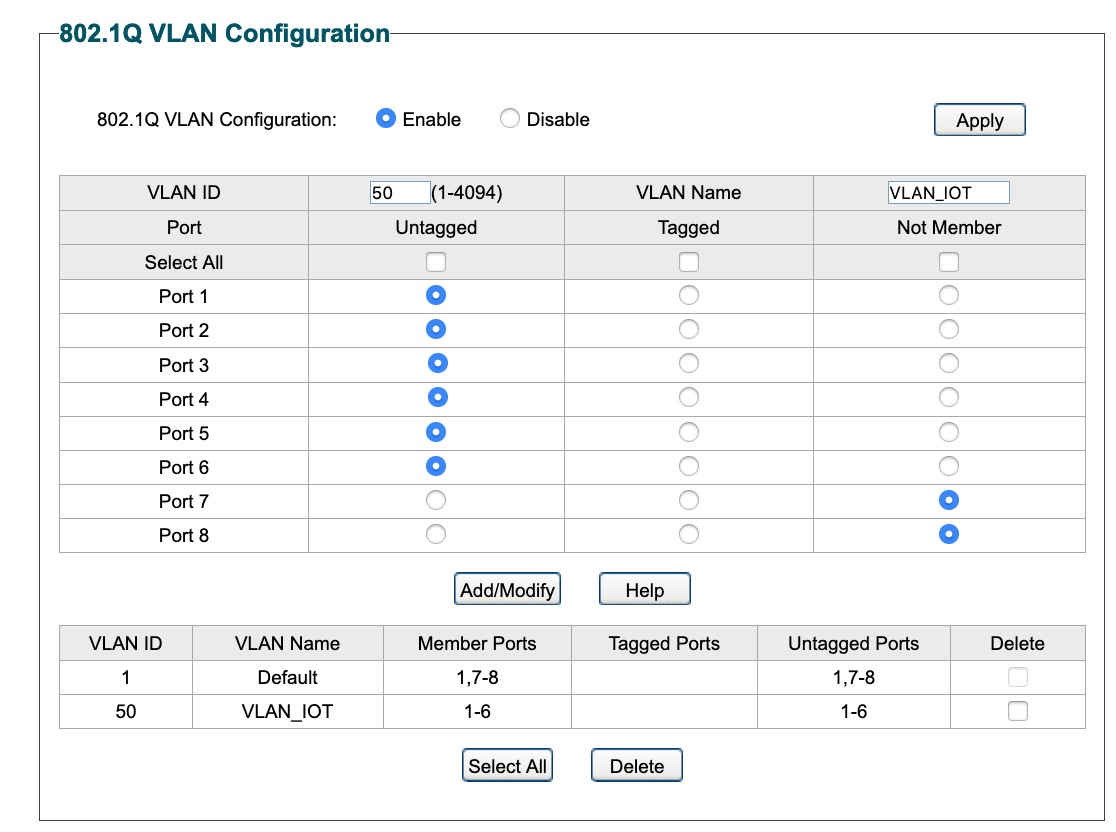 802.1Q VLAN Configuration
802.1Q VLAN Configuration: Enable Disable Apply
VLAN ID 50 (1-4094) VLAN Name VLAN_IOT
Port Untagged Tagged Not Member
Select All
Port 1
Port 2
Port 3
Port 4
Port 5
Port 6
Port 7
Port 8
Add/Modify Help
VLAN ID VLAN Name Member Ports Tagged Ports Untagged Ports Delete
1 Default 1,7-8 1,7-8
50 VLAN_IOT 1-6 1-6
Select All Delete